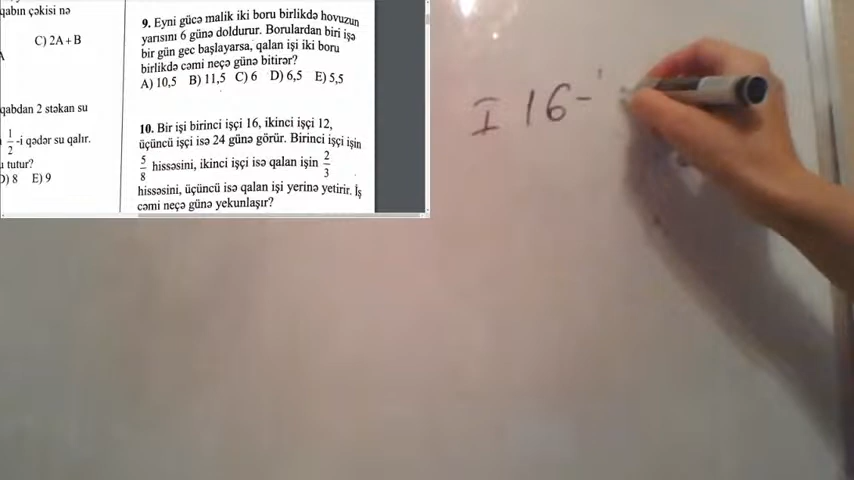 qabın çəkisi nə
C) 2A+B
qabdan 2 stəkan su
1/2-i qədər su qalır.
tutur?
D) 8 E) 9
9. Eyni gücə malik iki boru birlikdə hovuzun
yarısını 6 günə doldurur. Borulardan biri işə
bir gün gec başlayarsa, qalan işi iki boru
birlikdə cəmi neçə günə bitirər?
A) 10,5 B) 11,5 C) 6 D) 6,5 E) 5,5
10. Bir işi birinci işçi 16, ikinci işçi 12,
üçüncü işçi isə 24 günə görür. Birinci işçi işin
5/8 hissəsini, ikinci işçi isə qalan işin 2/3
hissəsini, üçüncü isə qalan işi yerinə yetirir. İş
cəmi neçə günə yekunlaşır?
I 16-